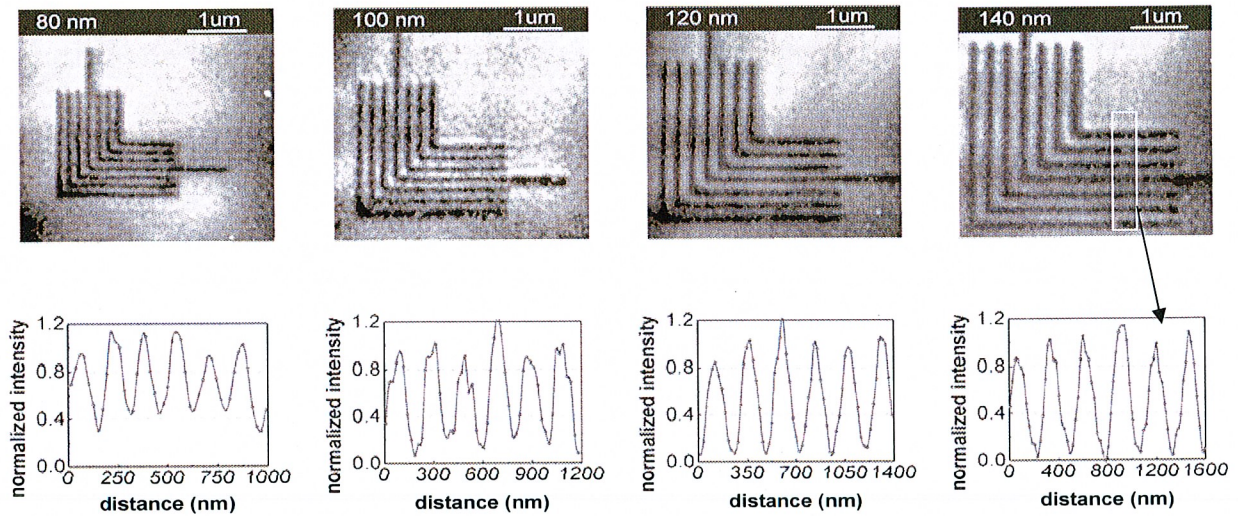 80 nm 1um
100 nm 1um
120 nm 1um
140 nm 1um
normalized intensity
1.2
0.8
0.4
0.0
0 250 500 750 1000
distance (nm)
normalized intensity
1.2
0.8
0.4
0.0
0 300 600 900 1200
distance (nm)
normalized intensity
1.2
0.8
0.4
0.0
0 350 700 1050 1400
distance (nm)
normalized intensity
1.2
0.8
0.4
0.0
0 400 800 1200 1600
distance (nm)